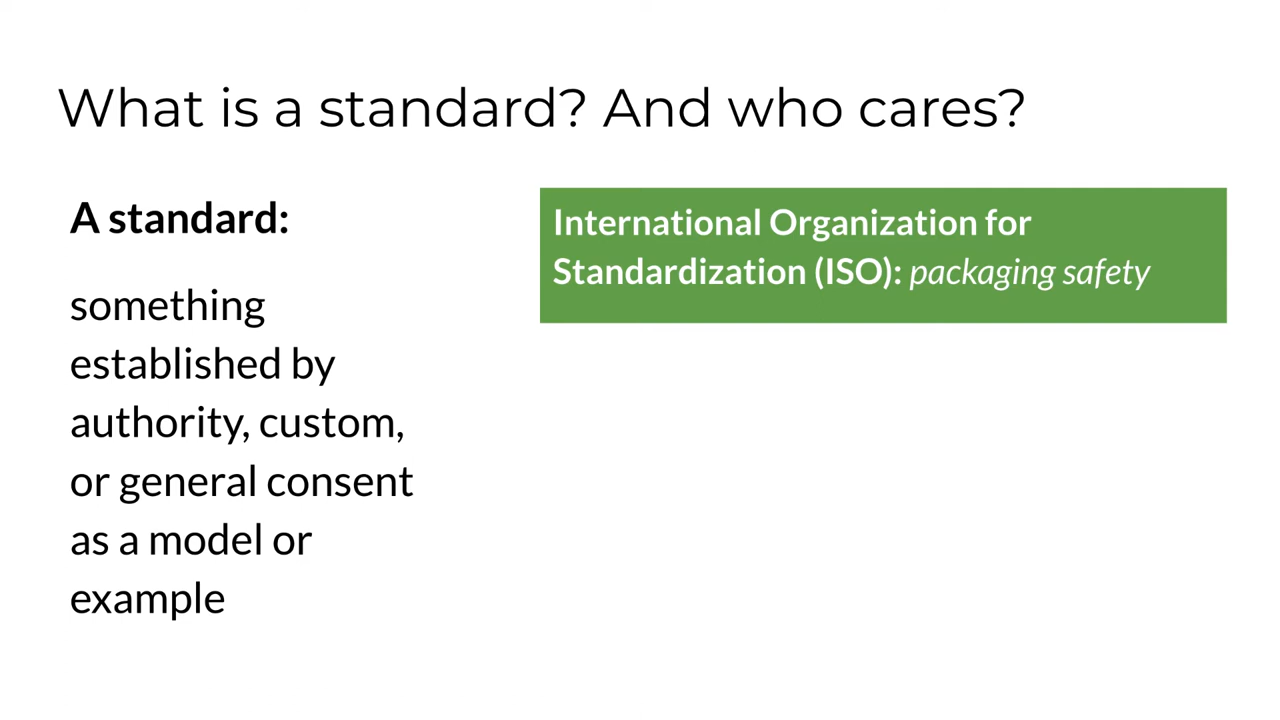 What is a standard? And who cares?
A standard:
something
established by
authority, custom,
or general consent
as a model or
example
International Organization for
Standardization (ISO): packaging safety